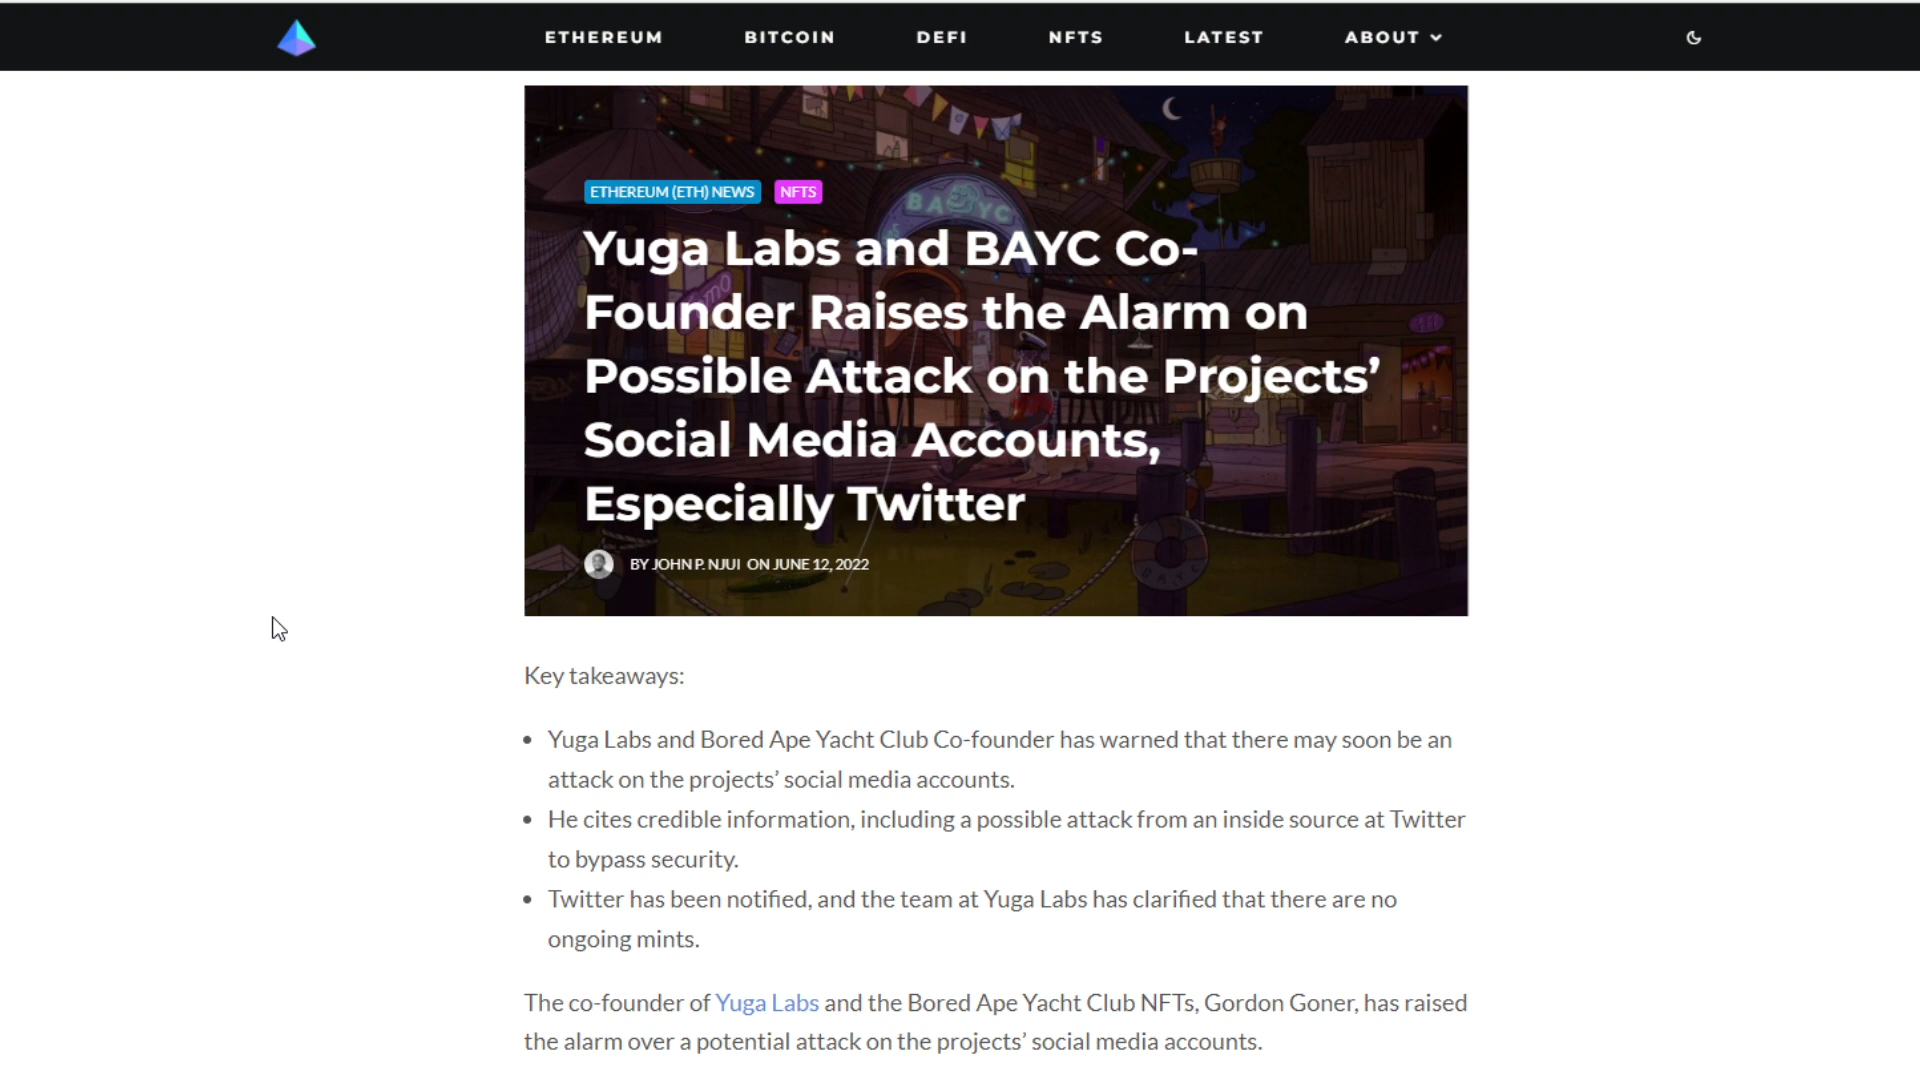 ETHEREUM BITCOIN DEFI NFTS LATEST ABOUT
BAYC
ETHEREUM (ETH) NEWS NFTS
Yuga Labs and BAYC Co-
Founder Raises the Alarm on
Possible Attack on the Projects’
Social Media Accounts,
Especially Twitter
BY JOHN P. NJUI ON JUNE 12, 2022
BAYC
Key takeaways:
• Yuga Labs and Bored Ape Yacht Club Co-founder has warned that there may soon be an
attack on the projects’ social media accounts.
• He cites credible information, including a possible attack from an inside source at Twitter
to bypass security.
• Twitter has been notified, and the team at Yuga Labs has clarified that there are no
ongoing mints.
The co-founder of Yuga Labs and the Bored Ape Yacht Club NFTs, Gordon Goner, has raised
the alarm over a potential attack on the projects’ social media accounts.